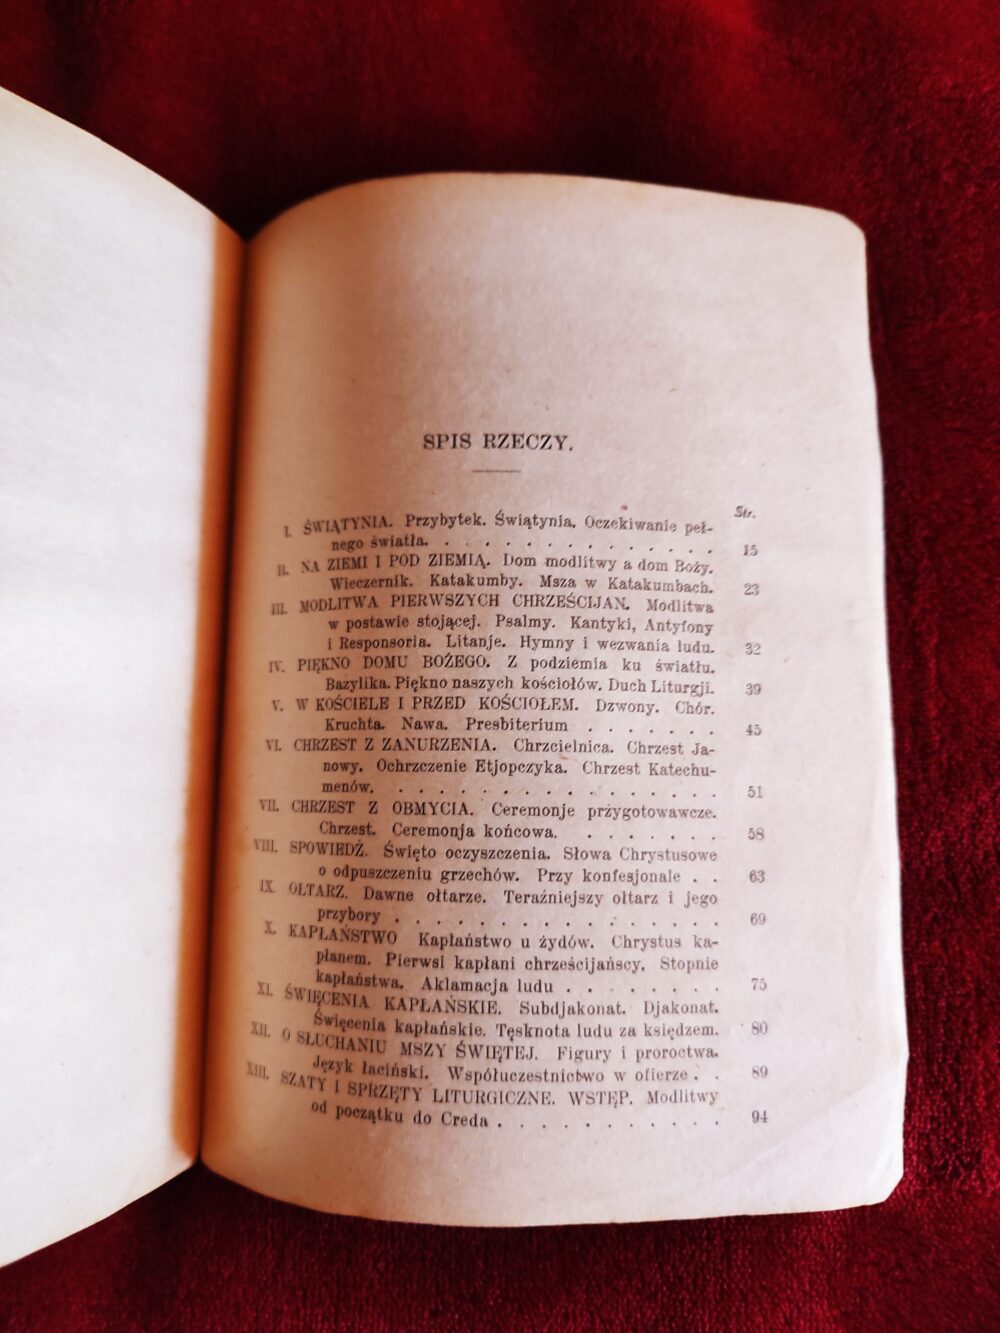 SPIS RZECZY.
Str.
I. ŚWIĄTYNIA. Przybytek. Świątynia. Oczekiwanie peł-
nego światła. . . . . . . . . . . . . . . 15
II. NA ZIEMI I POD ZIEMIĄ. Dom modlitwy a dom Boży.
Wieczernik. Katakumby. Msza w Katakumbach. 23
III. MODLITWA PIERWSZYCH CHRZEŚCIJAN. Modlitwa
w postawie stojącej. Psalmy. Kantyki, Antyfony
i Responsoria. Litanje. Hymny i wezwania ludu. 32
IV. PIĘKNO DOMU BOŻEGO. Z podziemia ku światłu.
Bazylika. Piękno naszych kościołów. Duch Liturgji. 39
V. W KOŚCIELE I PRZED KOŚCIOŁEM. Dzwony. Chór.
Kruchta. Nawa. Presbiterium . . . . . . . 45
VI. CHRZEST Z ZANURZENIA. Chrzcielnica. Chrzest Ja-
nowy. Ochrzczenie Etjopczyka. Chrzest Katechu-
menów. . . . . . . . . . . . . . . . . 51
VII. CHRZEST Z OBMYCIA. Ceremonje przygotowawcze.
Chrzest. Ceremonja końcowa. . . . . . . . 58
VIII. SPOWIEDŹ. Święto oczyszczenia. Słowa Chrystusowe
o odpuszczeniu grzechów. Przy konfesjonale . . 63
IX. OŁTARZ. Dawne ołtarze. Teraźniejszy ołtarz i jego
przybory . . . . . . . . . . . . . . . 69
X. KAPŁAŃSTWO Kapłaństwo u żydów. Chrystus ka-
płanem. Pierwsi kapłani chrześcijańscy. Stopnie
kapłaństwa. Aklamacja ludu . . . . . . . . 75
XI. ŚWIĘCENIA KAPŁAŃSKIE. Subdjakonat. Djakonat.
Święcenia kapłańskie. Tęsknota ludu za księdzem. 80
XII. O SŁUCHANIU MSZY ŚWIĘTEJ. Figury i proroctwa.
Język łaciński. Współuczestnictwo w ofierze . . 89
XIII. SZATY I SPRZĘTY LITURGICZNE. WSTĘP. Modlitwy
od początku do Creda . . . . . . . . . . . 94